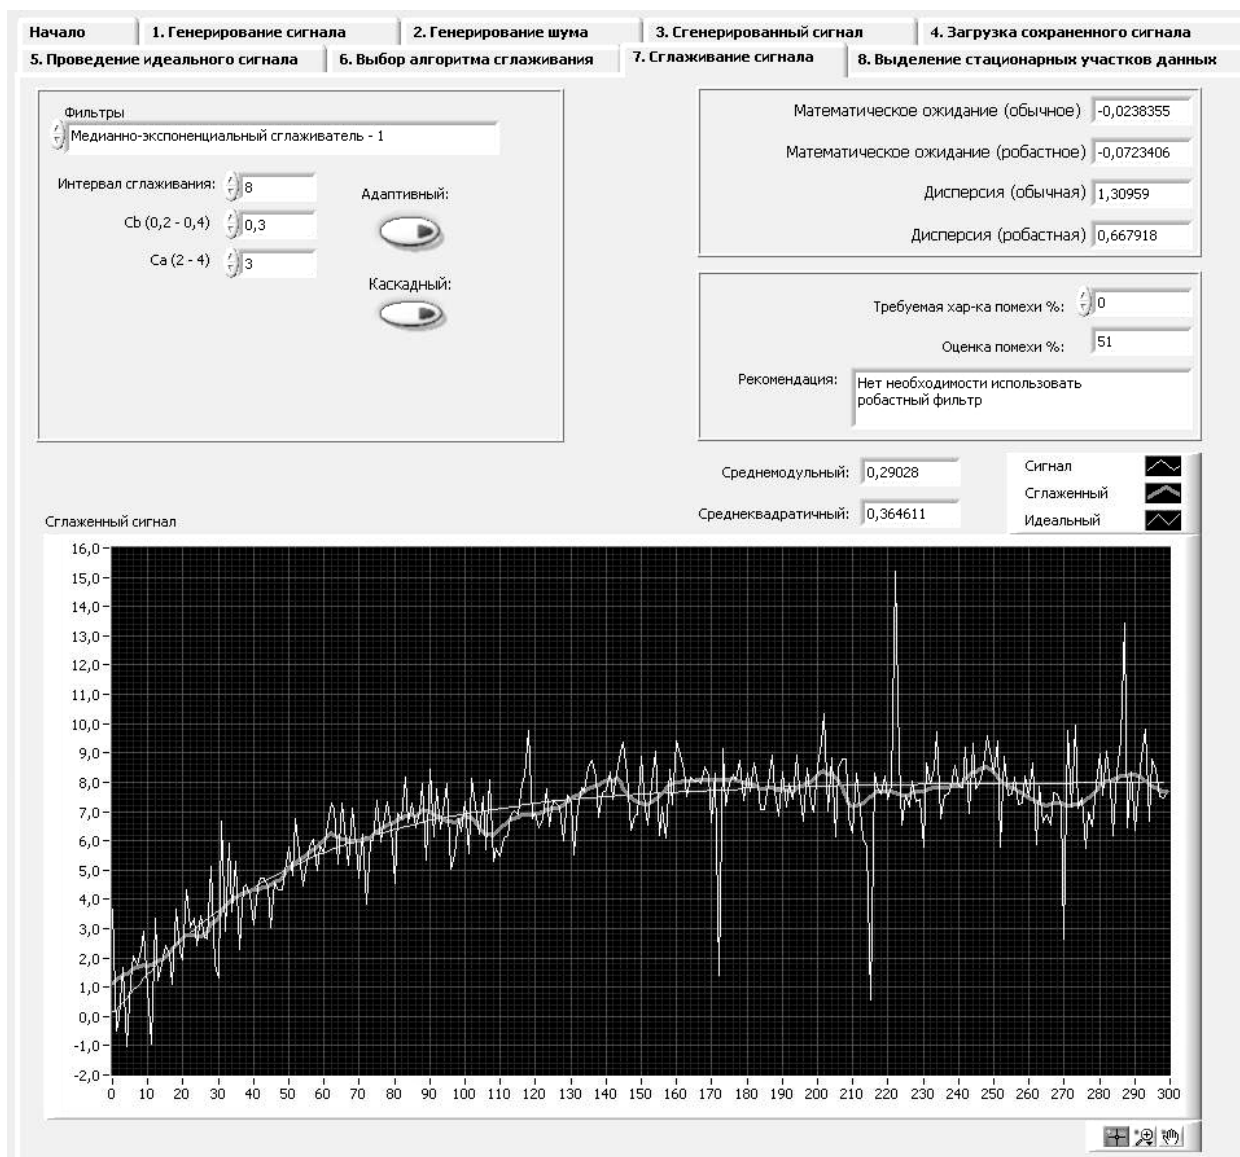 Начало
1. Генерирование сигнала
2. Генерирование шума
3. Сгенерированный сигнал
4. Загрузка сохраненного сигнала
5. Проведение идеального сигнала
6. Выбор алгоритма сглаживания
7. Сглаживание сигнала
8. Выделение стационарных участков данных
Фильтры
Медианно-экспоненциальный сглаживатель - 1
Интервал сглаживания: 8
Cb (0,2 - 0,4) 0,3
Ca (2 - 4) 3
Адаптивный:
Каскадный:
Математическое ожидание (обычное) -0,0238355
Математическое ожидание (робастное) -0,0723406
Дисперсия (обычная) 1,30959
Дисперсия (робастная) 0,667918
Требуемая хар-ка помехи %: 0
Оценка помехи %: 51
Рекомендация: Нет необходимости использовать
робастный фильтр
Среднемодульный: 0,29028
Среднеквадратичный: 0,364611
Сигнал
Сглаженный
Идеальный
Сглаженный сигнал
16,0
15,0
14,0
13,0
12,0
11,0
10,0
9,0
8,0
7,0
6,0
5,0
4,0
3,0
2,0
1,0
0,0
-1,0
-2,0
0 10 20 30 40 50 60 70 80 90 100 110 120 130 140 150 160 170 180 190 200 210 220 230 240 250 260 270 280 290 300